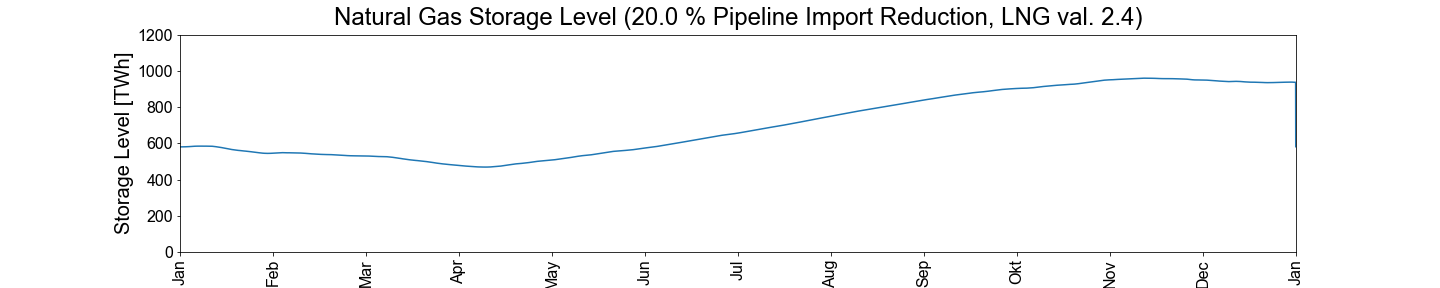 Natural Gas Storage Level (20.0 % Pipeline Import Reduction, LNG val. 2.4)
Storage Level [TWh]
1200
1000
800
600
400
200
0
Jan
Feb
Mar
Apr
May
Jun
Jul
Aug
Sep
Okt
Nov
Dec
Jan